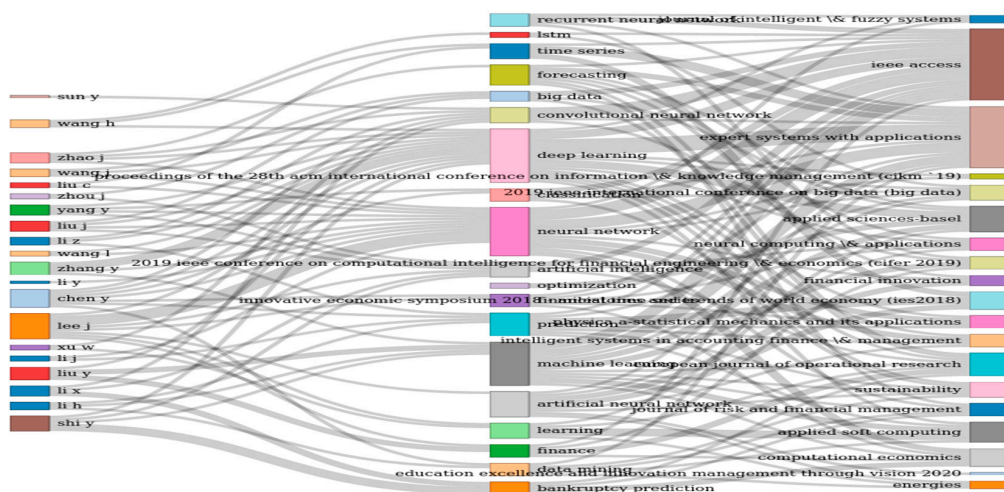 sun y
wang h
zhao j
wang j
liu c
zhou j
yang y
liu j
li z
wang l
zhang y
li y
chen y
lee j
xu w
li j
liu y
li x
li h
shi y
recurrent neural network
lstm
time series
forecasting
big data
convolutional neural network
deep learning
classification
neural network
artificial intelligence
optimization
prediction
machine learning
artificial neural network
learning
finance
data mining
bankruptcy prediction
journal of intelligent \& fuzzy systems
ieee access
expert systems with applications
proceedings of the 28th acm international conference on information \& knowledge management (cikm `19)
2019 ieee international conference on big data (big data)
applied sciences-basel
neural computing \& applications
2019 ieee conference on computational intelligence for financial engineering \& economics (cifer 2019)
financial innovation
innovative economic symposium 2018 - milestones and trends of world economy (ies2018)
physica a-statistical mechanics and its applications
intelligent systems in accounting finance \& management
european journal of operational research
sustainability
journal of risk and financial management
applied soft computing
computational economics
education excellence and innovation management through vision 2020
energies